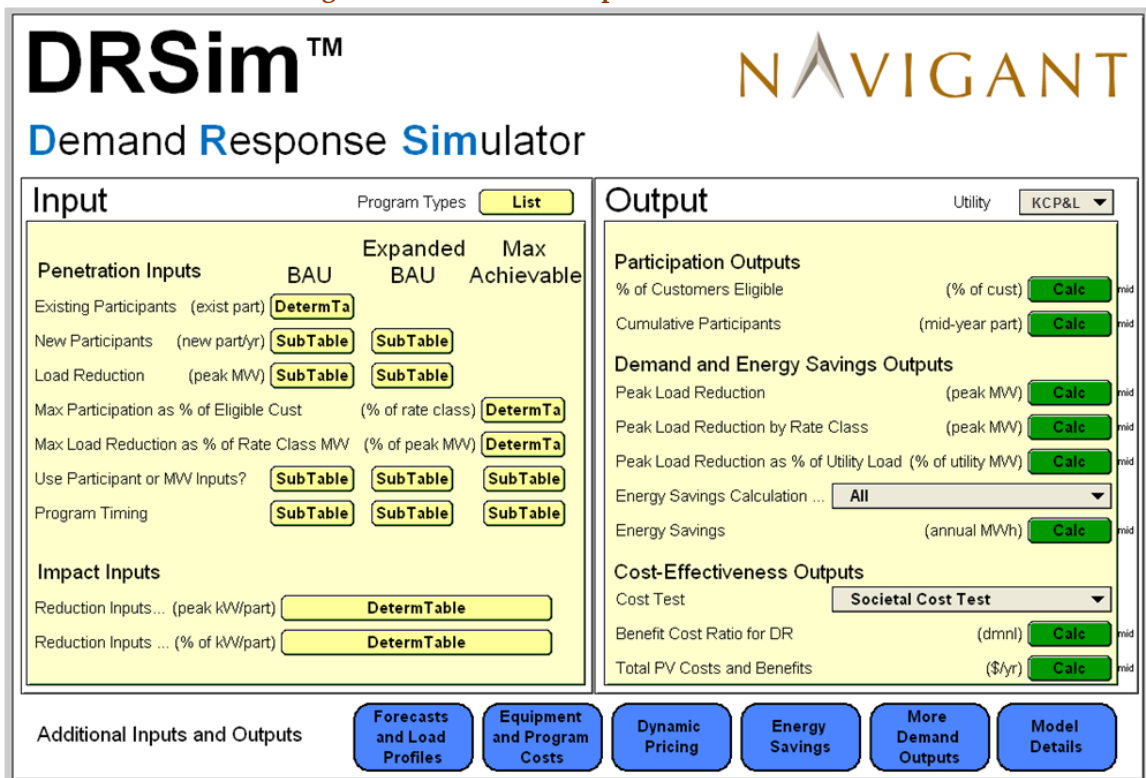 DRSim™
NAVIGANT
Demand Response Simulator
Input Program Types List
Expanded Max
Penetration Inputs BAU BAU Achievable
Existing Participants (exist part) DetermTa
New Participants (new part/yr) SubTable SubTable
Load Reduction (peak MW) SubTable SubTable
Max Participation as % of Eligible Cust (% of rate class) DetermTa
Max Load Reduction as % of Rate Class MW (% of peak MW) DetermTa
Use Participant or MW Inputs? SubTable SubTable SubTable
Program Timing SubTable SubTable SubTable
Impact Inputs
Reduction Inputs... (peak kW/part) DetermTable
Reduction Inputs ... (% of kW/part) DetermTable
Output Utility KCP&L
Participation Outputs
% of Customers Eligible (% of cust) Calc mid
Cumulative Participants (mid-year part) Calc mid
Demand and Energy Savings Outputs
Peak Load Reduction (peak MW) Calc mid
Peak Load Reduction by Rate Class (peak MW) Calc mid
Peak Load Reduction as % of Utility Load (% of utility MW) Calc mid
Energy Savings Calculation ... All
Energy Savings (annual MWh) Calc mid
Cost-Effectiveness Outputs
Cost Test Societal Cost Test
Benefit Cost Ratio for DR (dmnl) Calc mid
Total PV Costs and Benefits ($/yr) Calc mid
Additional Inputs and Outputs
Forecasts
and Load
Profiles
Equipment
and Program
Costs
Dynamic
Pricing
Energy
Savings
More
Demand
Outputs
Model
Details